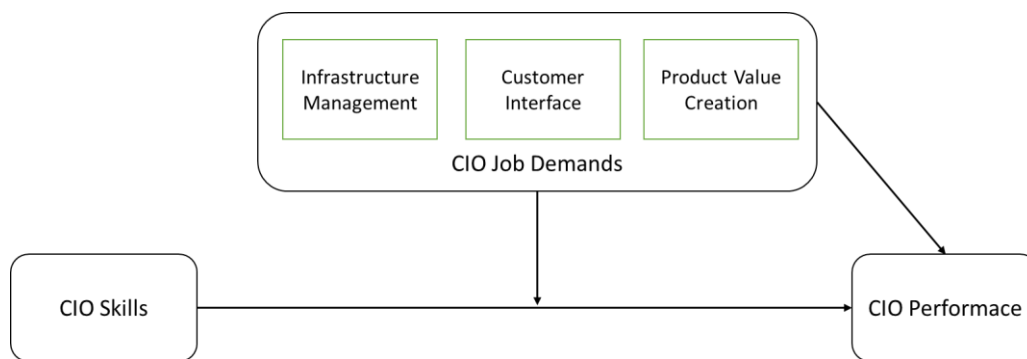 Infrastructure
Management
Customer
Interface
Product Value
Creation
CIO Job Demands
CIO Skills
CIO Performace